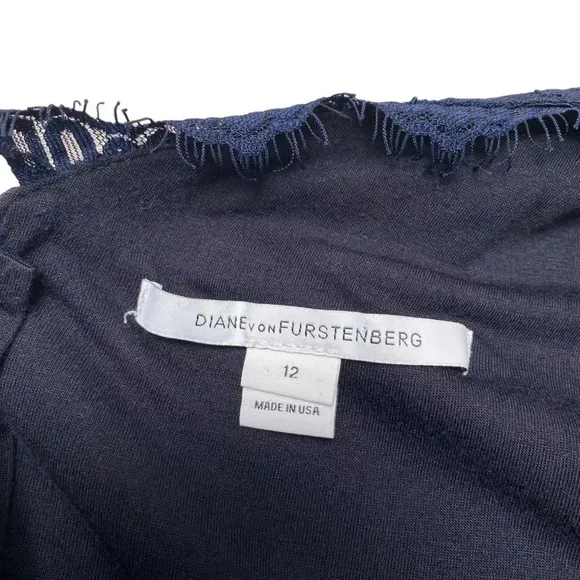 DIANE VON FURSTENBERG
12
MADE IN USA